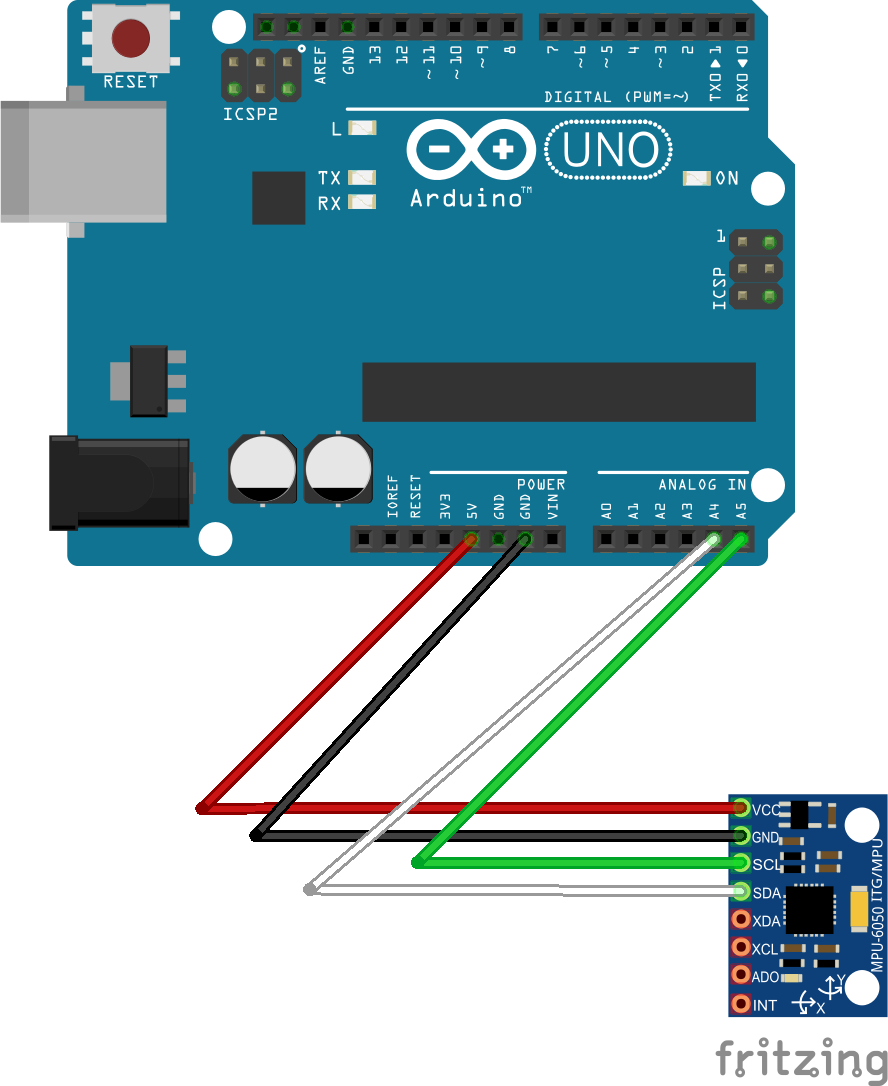 RESET
ICSP2
AREF
GND
13
12
~11
~10
~9
8
7
~6
~5
4
~3
2
TX0▶1
RX0◀0
DIGITAL (PWM=~)
L
TX
RX
Arduino™
UNO
ON
1
ICSP
IOREF
RESET
3V3
5V
GND
GND
VIN
POWER
A0
A1
A2
A3
A4
A5
ANALOG IN
VCC
GND
SCL
SDA
XDA
XCL
ADO
INT
MPU-6050 ITG/MPU
Y
X
fritzing